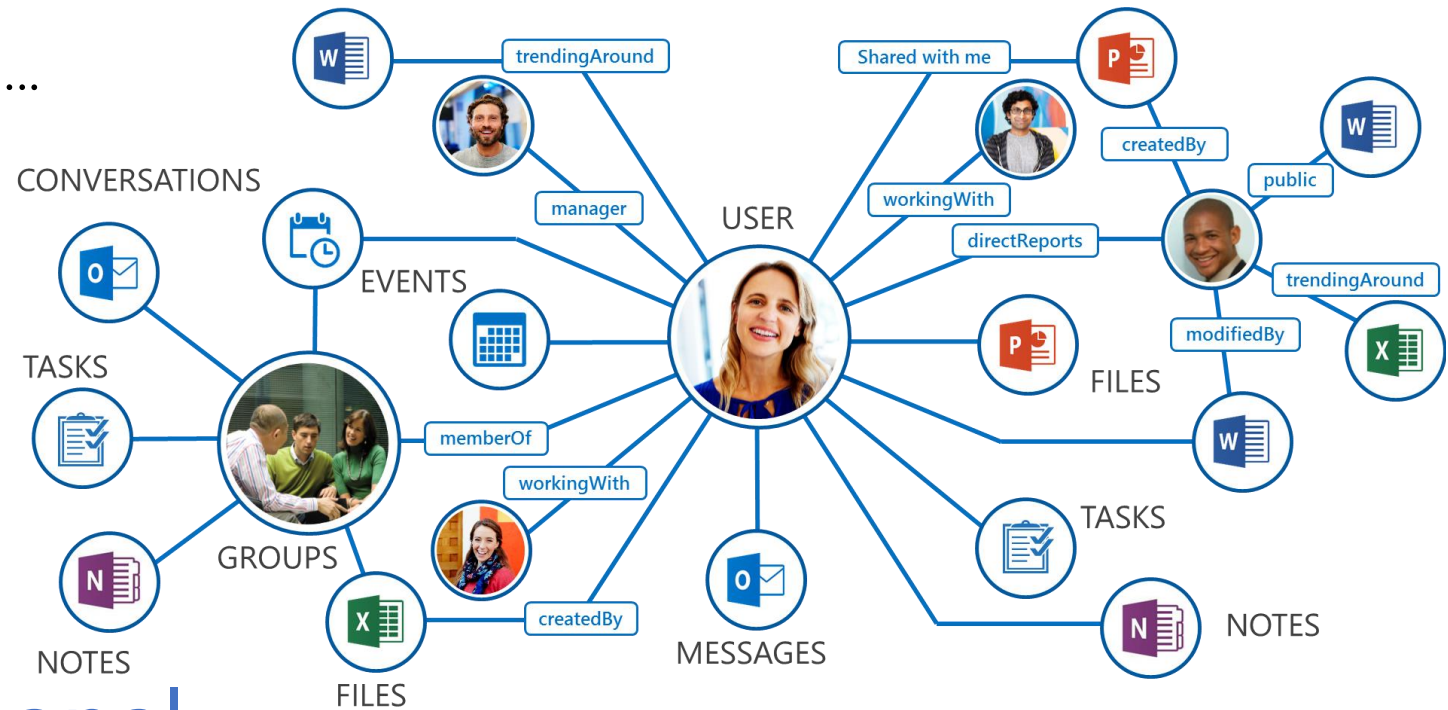 ...
trendingAround
Shared with me
W
P
W
createdBy
CONVERSATIONS
public
workingWith
manager
USER
directReports
O
EVENTS
trendingAround
modifiedBy
P
X
TASKS
FILES
memberOf
W
workingWith
TASKS
GROUPS
N
O
X
createdBy
N
NOTES
MESSAGES
NOTES
FILES